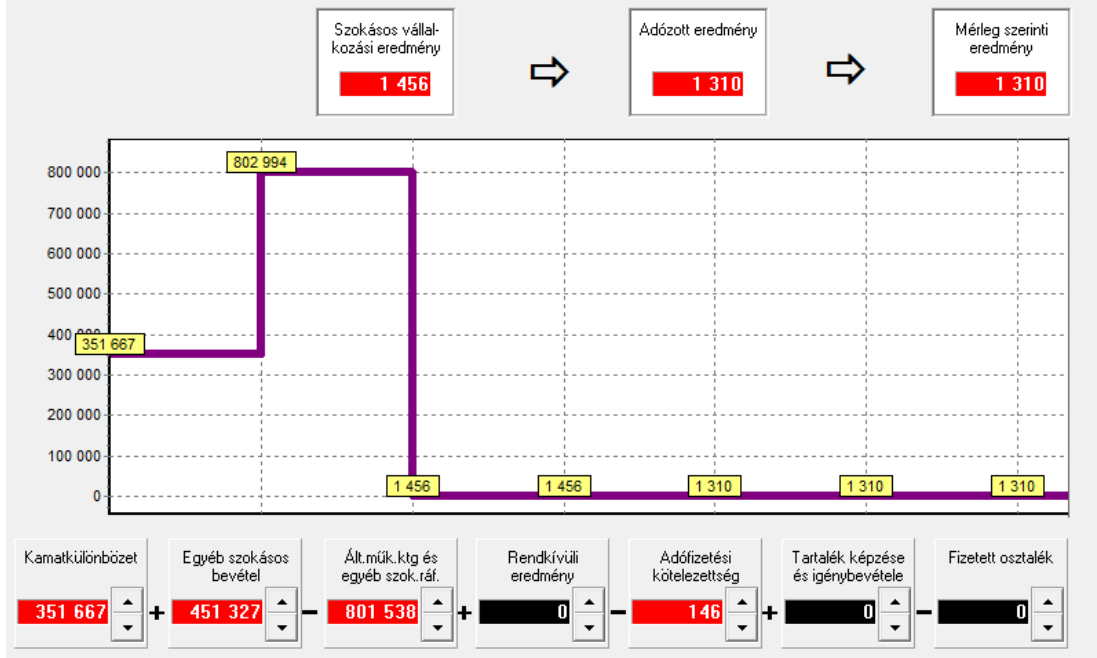 Szokásos vállal-
kozási eredmény
1 456
Adózott eredmény
1 310
Mérleg szerinti
eredmény
1 310
800 000
700 000
600 000
500 000
400 000
300 000
200 000
100 000
0
351 667
802 994
1 456
1 456
1 310
1 310
1 310
Kamatkülönbözet
351 667
+
Egyéb szokásos
bevétel
451 327
–
Ált.műk.ktg és
egyéb szok.ráf.
801 538
+
Rendkívüli
eredmény
0
–
Adófizetési
kötelezettség
146
+
Tartalék képzése
és igénybevétele
0
–
Fizetett osztalék
0